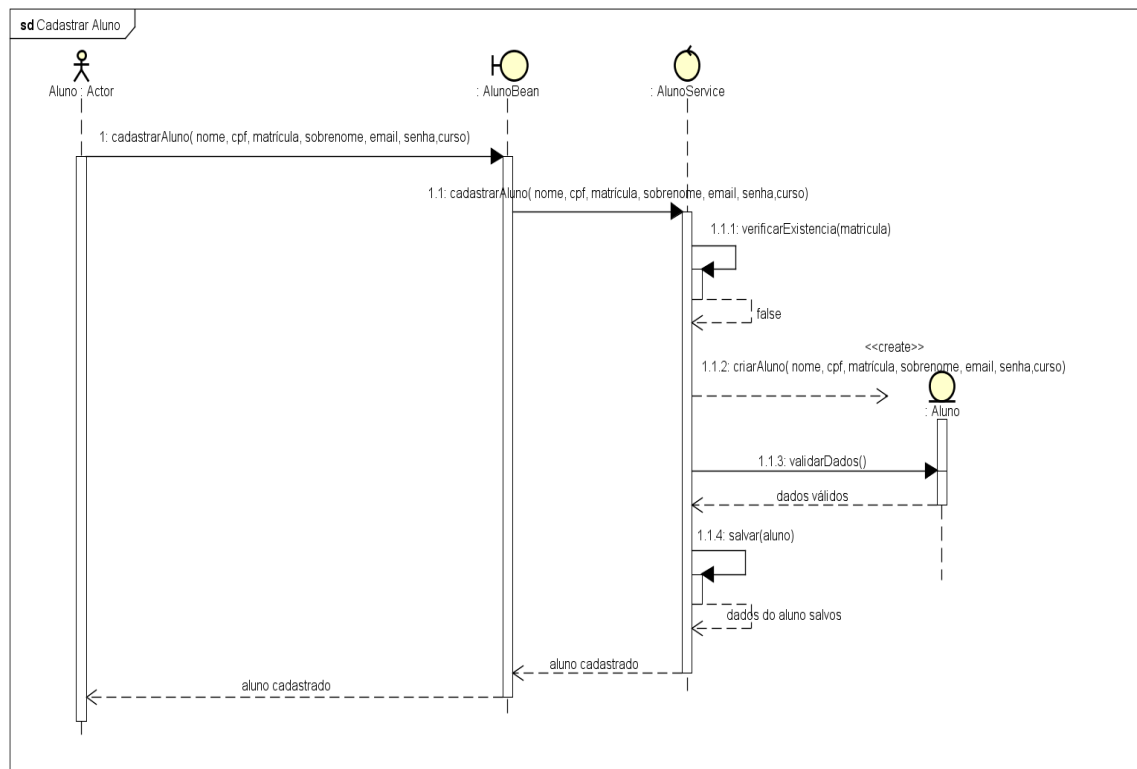 sd Cadastrar Aluno
Aluno : Actor
: AlunoBean
: AlunoService
1: cadastrarAluno( nome, cpf, matrícula, sobrenome, email, senha,curso)
1.1: cadastrarAluno( nome, cpf, matrícula, sobrenome, email, senha,curso)
1.1.1: verificarExistencia(matricula)
false
<<create>>
1.1.2: criarAluno( nome, cpf, matrícula, sobrenome, email, senha,curso)
: Aluno
1.1.3: validarDados()
dados válidos
1.1.4: salvar(aluno)
dados do aluno salvos
aluno cadastrado
aluno cadastrado